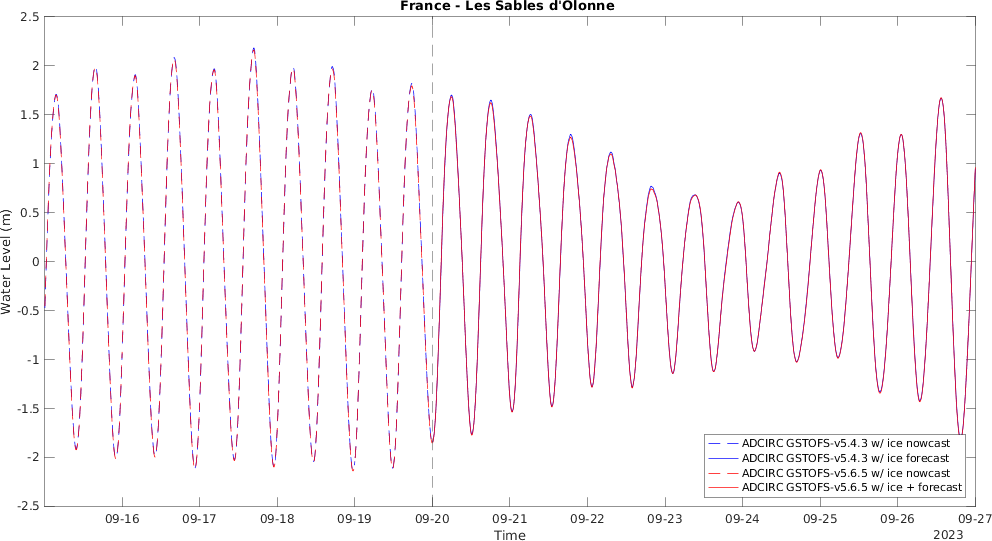 France - Les Sables d'Olonne
2.5
2
1.5
1
0.5
0
-0.5
-1
-1.5
-2
-2.5
Water Level (m)
ADCIRC GSTOFS-v5.4.3 w/ ice nowcast
ADCIRC GSTOFS-v5.4.3 w/ ice forecast
ADCIRC GSTOFS-v5.6.5 w/ ice nowcast
ADCIRC GSTOFS-v5.6.5 w/ ice + forecast
09-16 09-17 09-18 09-19 09-20 09-21 09-22 09-23 09-24 09-25 09-26 09-27
Time
2023